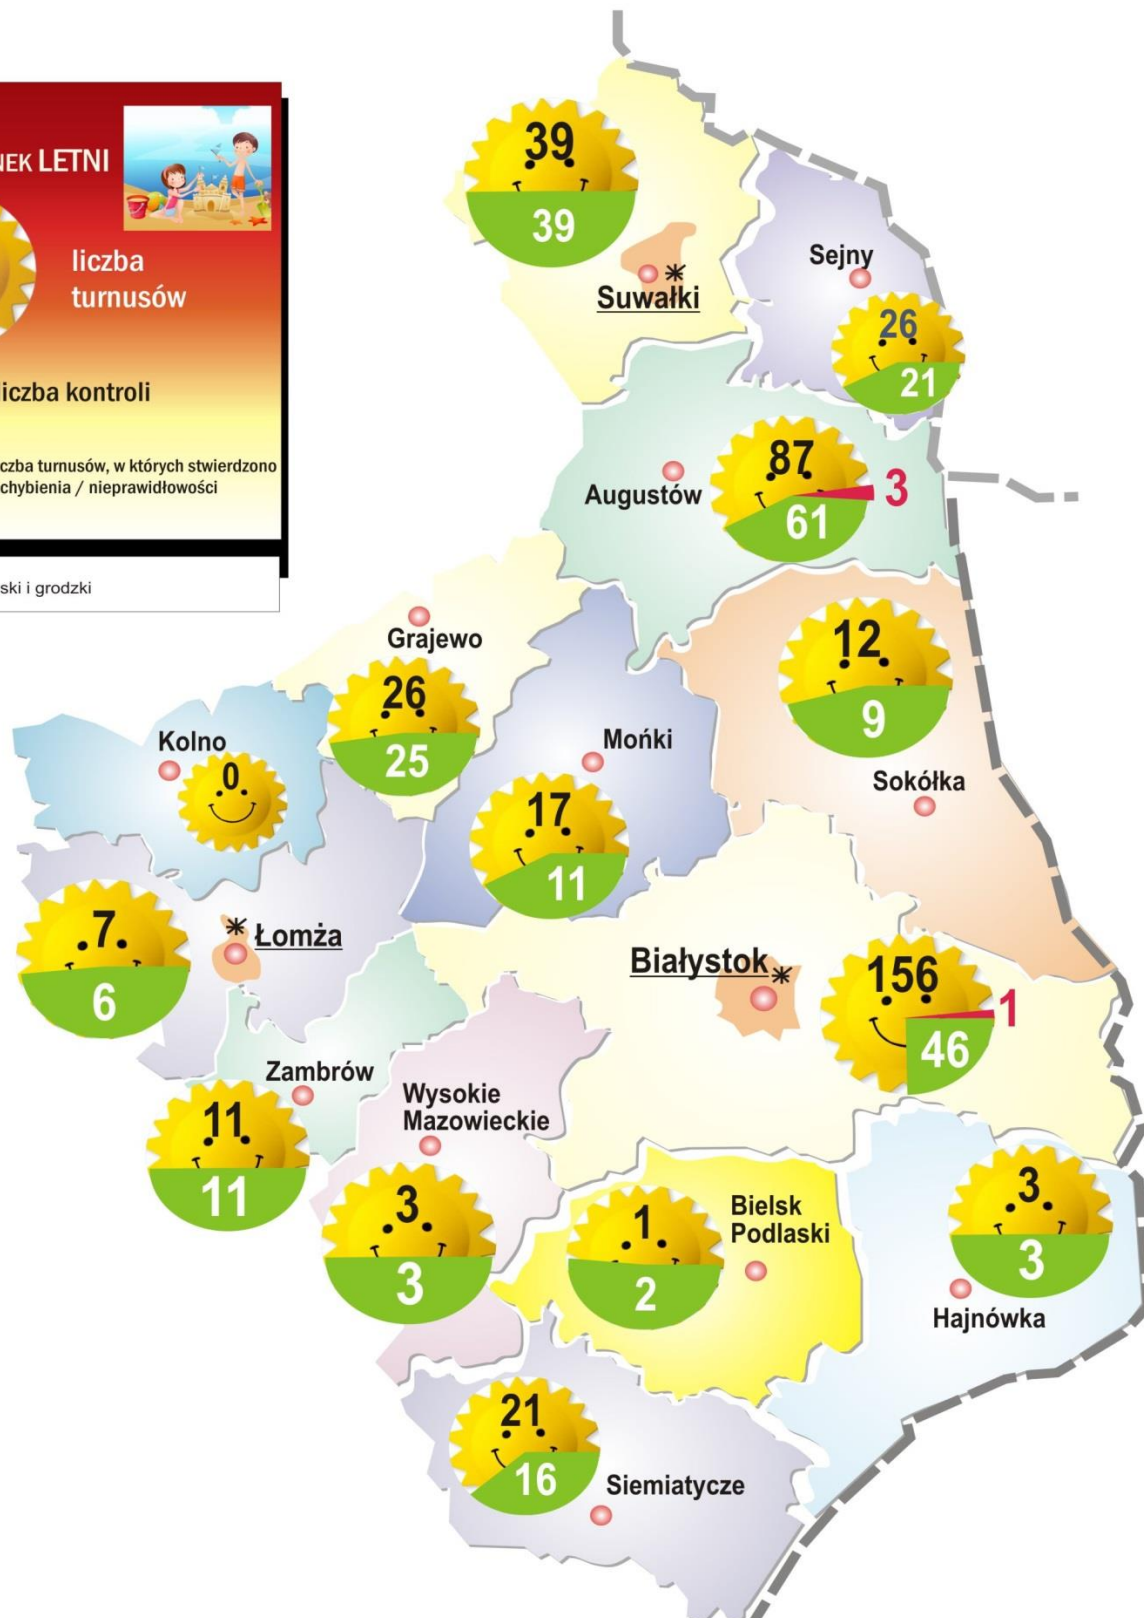 NEK LETNI
liczba
turnusów
liczba kontroli
czba turnusów, w których stwierdzono
chybienia / nieprawidłowości
ski i grodzki
39
39
Suwałki *
Sejny
26
21
87
3
61
Augustów
Grajewo
26
25
12
9
Sokółka
Kolno
0
Mońki
17
11
7
6
* Łomża
Białystok *
156
1
46
Zambrów
11
11
Wysokie
Mazowieckie
3
3
1
2
Bielsk
Podlaski
3
3
Hajnówka
21
16
Siemiatycze